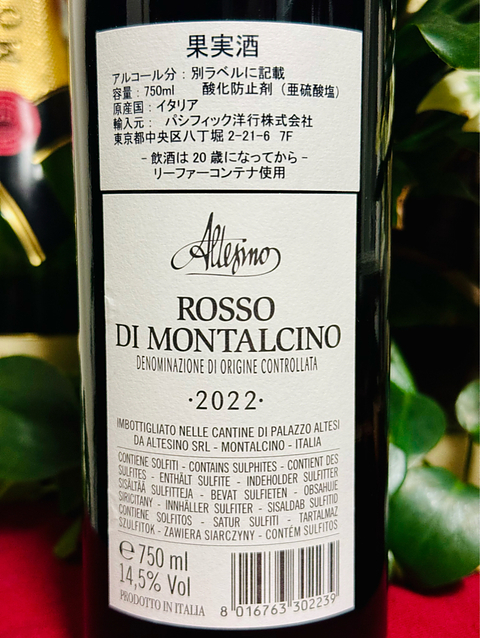 果実酒
アルコール分：別ラベルに記載
容量：750ml 酸化防止剤（亜硫酸塩）
原産国：イタリア
輸入元： パシフィック洋行株式会社
東京都中央区八丁堀 2-21-6 7F
- 飲酒は 20 歳になってから -
リーファーコンテナ使用
Altesino
ROSSO
DI MONTALCINO
DENOMINAZIONE DI ORIGINE CONTROLLATA
·2022·
IMBOTTIGLIATO NELLE CANTINE DI PALAZZO ALTESI
DA ALTESINO SRL - MONTALCINO - ITALIA
CONTIENE SOLFITI - CONTAINS SULPHITES - CONTIENT DES
SULFITES - ENTHÄLT SULFITE - INDEHOLDER SULFITTER
SISÄLTÄÄ SULFITTEJA - BEVAT SULFIETEN - OBSAHUJE
SIRICITANY - INNHÅLLER SULFITER - SISALDAB SULFITID
CONTIENE SOLFITOS - SATUR SULFITI - TARTALMAZ
SZULFITOK - ZAWIERA SIARCZYNY - CONTÉM SULFITOS
℮ 750 ml
14,5% Vol
PRODOTTO IN ITALIA
8 016763 302239